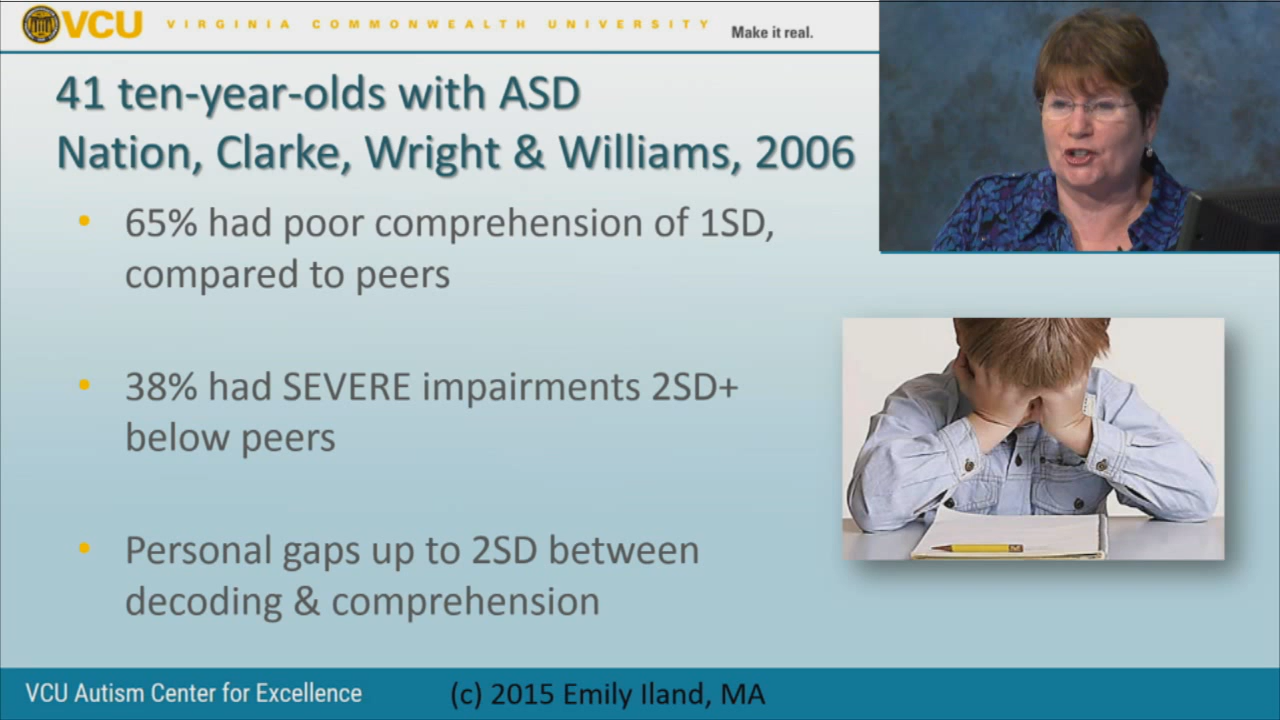 VCU VIRGINIA COMMONWEALTH UNIVERSITY Make it real.
41 ten-year-olds with ASD
Nation, Clarke, Wright & Williams, 2006
• 65% had poor comprehension of 1SD,
compared to peers
• 38% had SEVERE impairments 2SD+
below peers
• Personal gaps up to 2SD between
decoding & comprehension
VCU Autism Center for Excellence (c) 2015 Emily Iland, MA